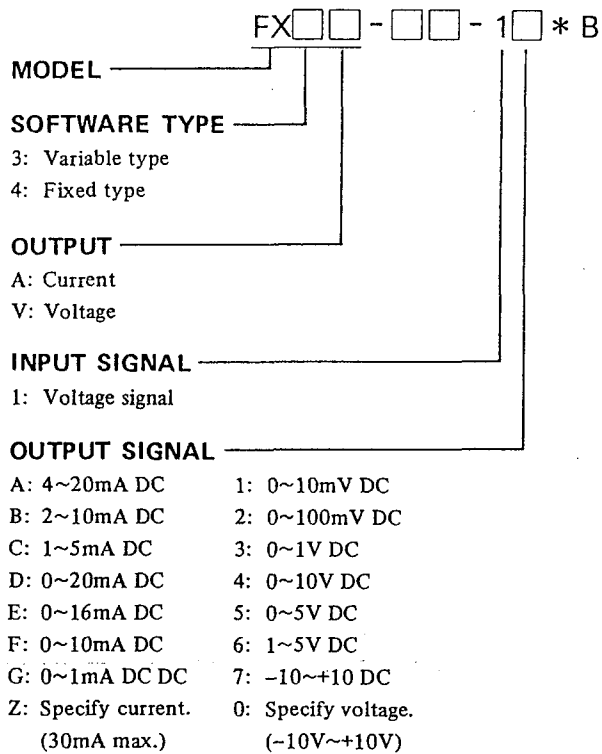 FX□□-□□-1□*B
MODEL
SOFTWARE TYPE
3: Variable type
4: Fixed type
OUTPUT
A: Current
V: Voltage
INPUT SIGNAL
1: Voltage signal
OUTPUT SIGNAL
A: 4~20mA DC
B: 2~10mA DC
C: 1~5mA DC
D: 0~20mA DC
E: 0~16mA DC
F: 0~10mA DC
G: 0~1mA DC DC
Z: Specify current.
(30mA max.)
1: 0~10mV DC
2: 0~100mV DC
3: 0~1V DC
4: 0~10V DC
5: 0~5V DC
6: 1~5V DC
7: -10~+10 DC
0: Specify voltage.
(-10V~+10V)